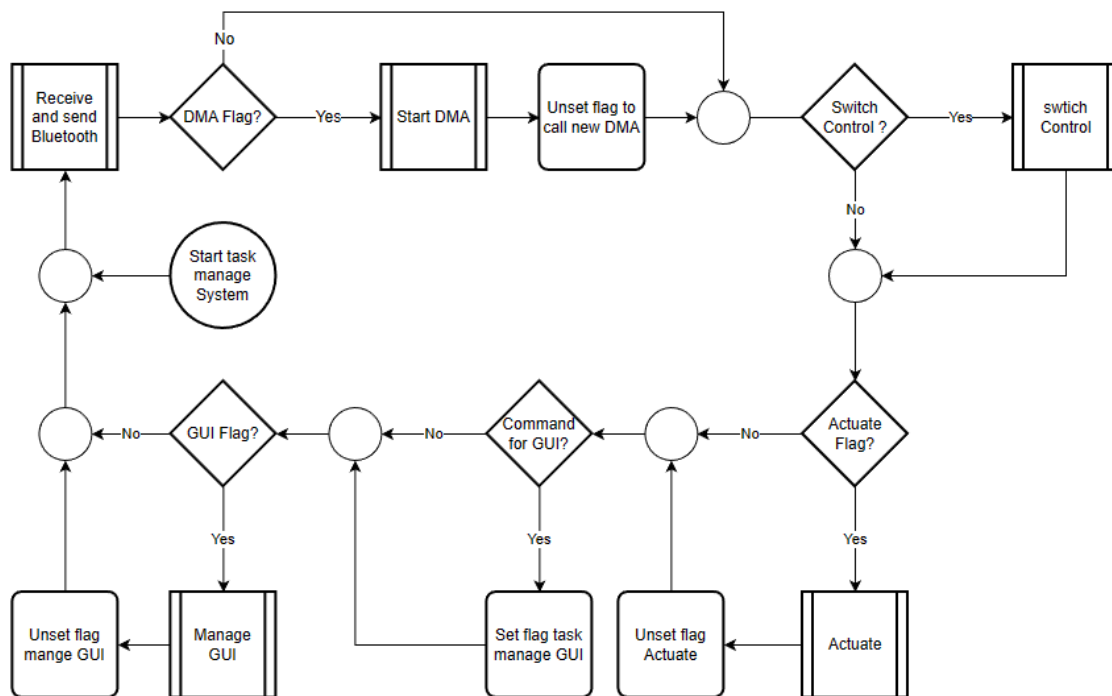 No
Receive
and send
Bluetooth
DMA Flag?
Yes
Start DMA
Unset flag to
call new DMA
Switch
Control ?
Yes
swtich
Control
No
Start task
manage
System
GUI Flag?
No
Command
for GUI?
No
Actuate
Flag?
No
Yes
Yes
Yes
Unset flag
mange GUI
Manage
GUI
Set flag task
manage GUI
Unset flag
Actuate
Actuate